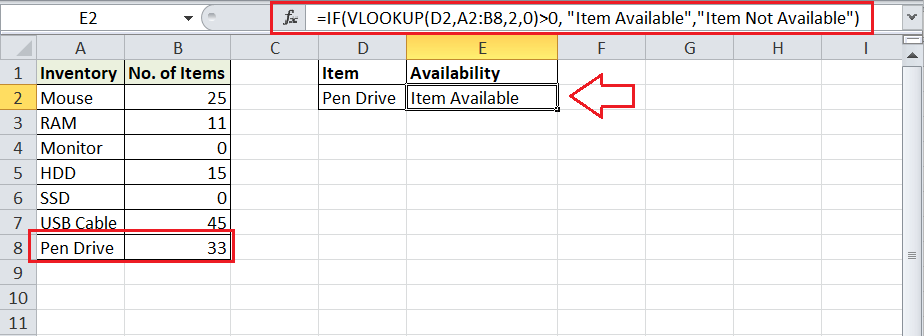 E2 fx =IF(VLOOKUP(D2,A2:B8,2,0)>0, "Item Available","Item Not Available")
A B C D E F G H I
1 Inventory No. of Items Item Availability
2 Mouse 25 Pen Drive Item Available
3 RAM 11
4 Monitor 0
5 HDD 15
6 SSD 0
7 USB Cable 45
8 Pen Drive 33
9
10
11